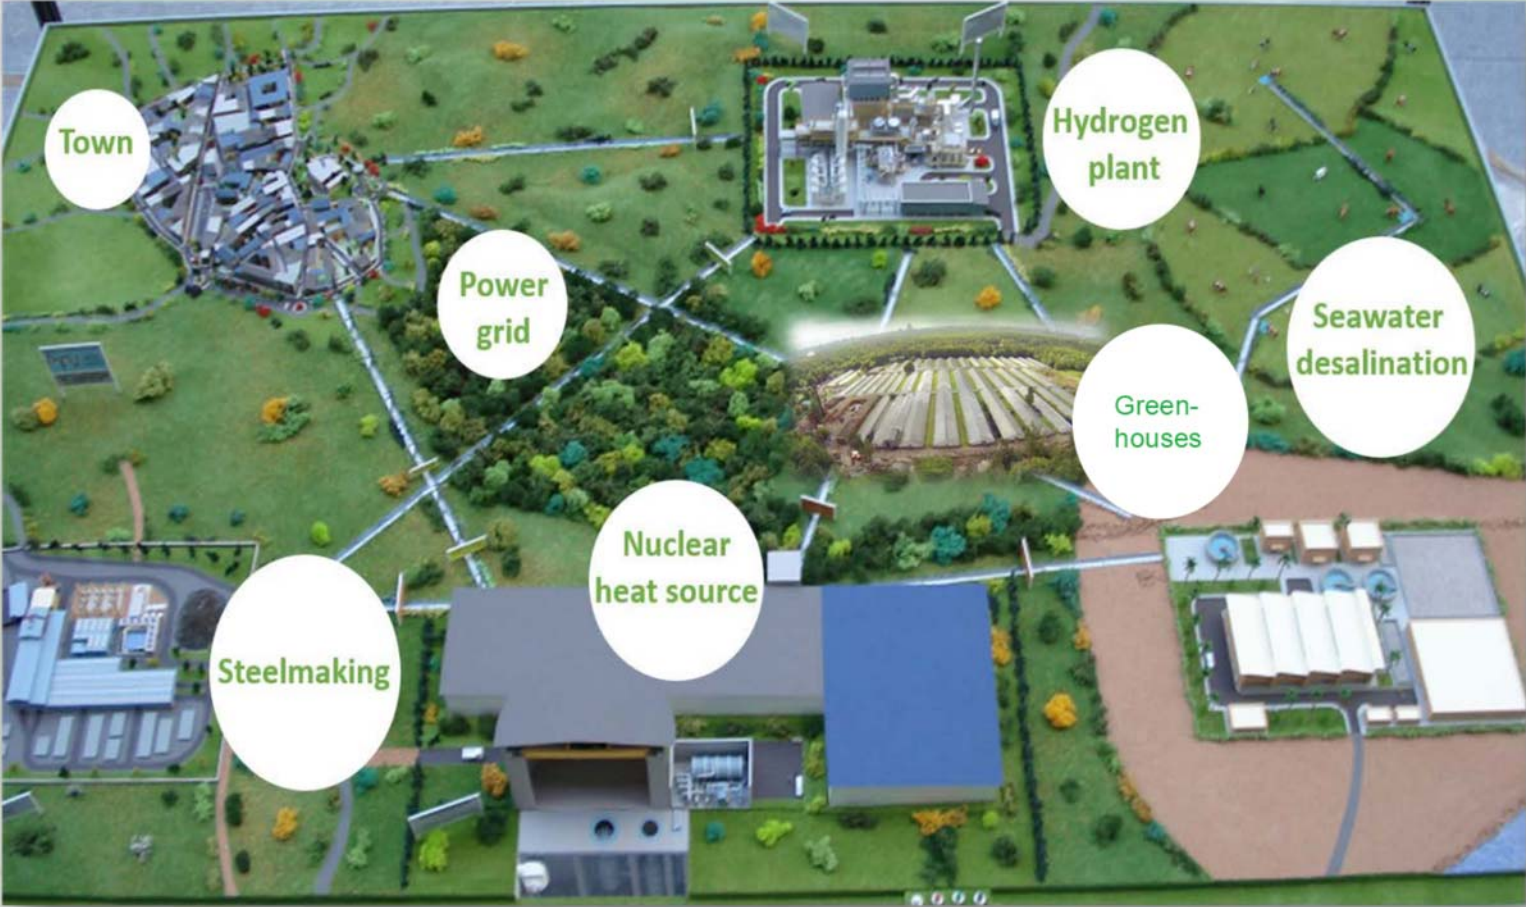 Town
Hydrogen
plant
Power
grid
Seawater
desalination
Green-
houses
Nuclear
heat source
Steelmaking